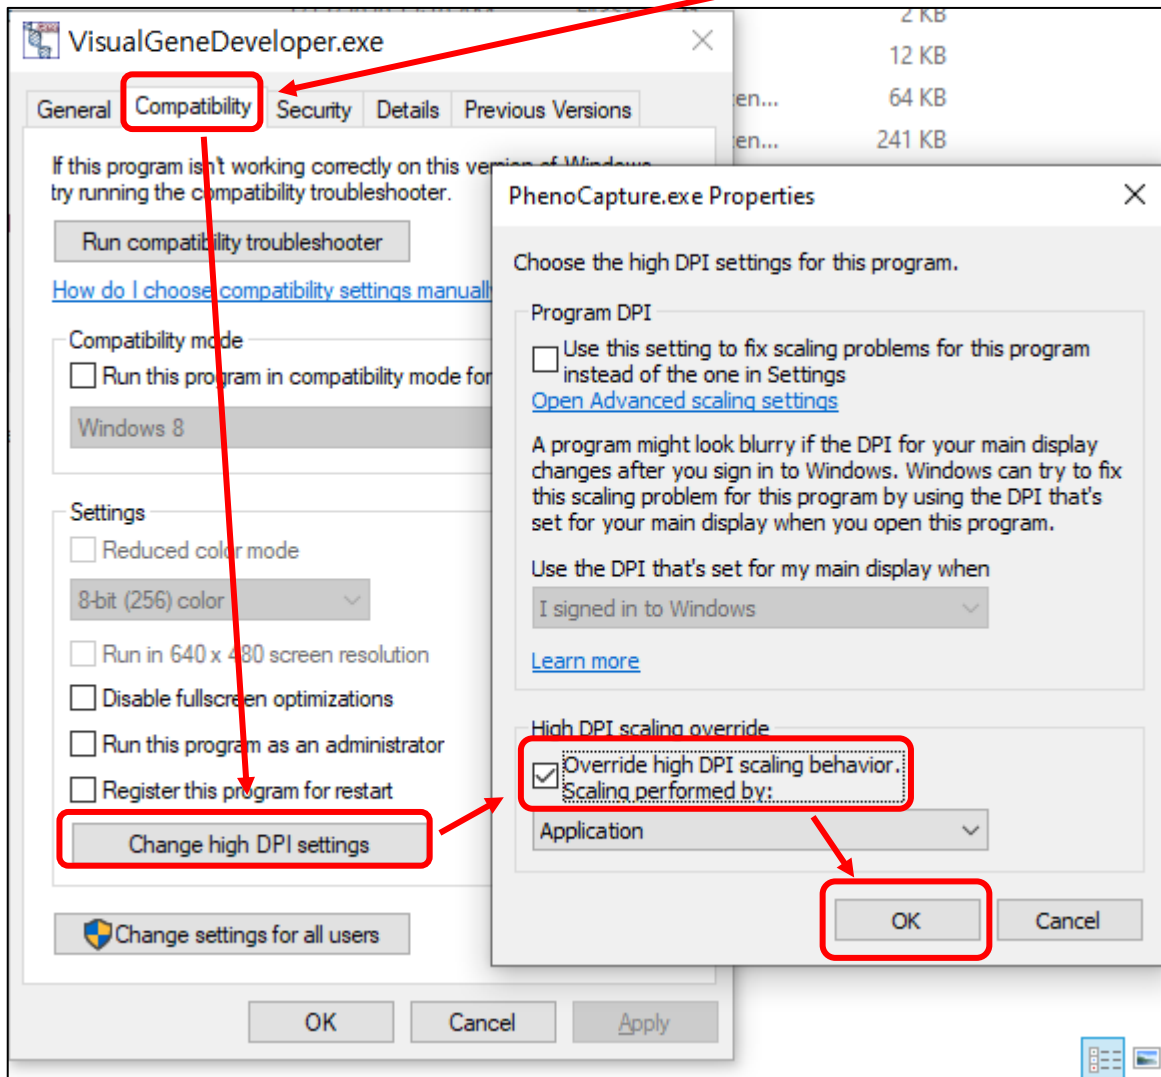 2 KB
VisualGeneDeveloper.exe
12 KB
General Compatibility Security Details Previous Versions
en... 64 KB
en... 241 KB
If this program isn't working correctly on this version of Windows,
try running the compatibility troubleshooter.
Run compatibility troubleshooter
How do I choose compatibility settings manually
Compatibility mode
Run this program in compatibility mode for
Windows 8
Settings
Reduced color mode
8-bit (256) color
Run in 640 x 480 screen resolution
Disable fullscreen optimizations
Run this program as an administrator
Register this program for restart
Change high DPI settings
Change settings for all users
OK Cancel Apply
PhenoCapture.exe Properties
Choose the high DPI settings for this program.
Program DPI
Use this setting to fix scaling problems for this program
instead of the one in Settings
Open Advanced scaling settings
A program might look blurry if the DPI for your main display
changes after you sign in to Windows. Windows can try to fix
this scaling problem for this program by using the DPI that's
set for your main display when you open this program.
Use the DPI that's set for my main display when
I signed in to Windows
Learn more
High DPI scaling override
Override high DPI scaling behavior.
Scaling performed by:
Application
OK Cancel